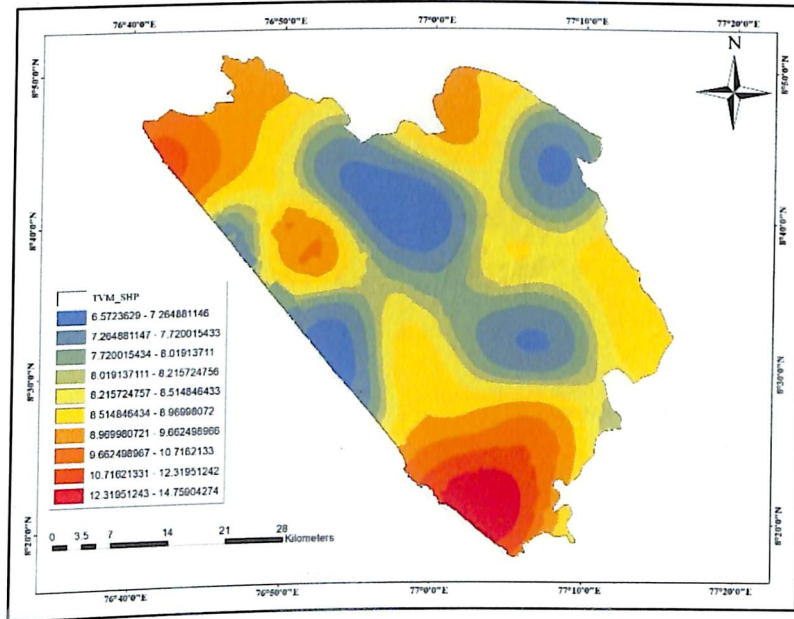 76°40'0"E 76°50'0"E 77°0'0"E 77°10'0"E 77°20'0"E
N
8°50'0"N 8°50'0"N
8°40'0"N 8°40'0"N
TVM_SHP
6.5723629 - 7.264881146
7.264881147 - 7.720015433
7.720015434 - 8.01913711
8.019137111 - 8.215724756
8.215724757 - 8.514846433
8.514846434 - 8.96998072
8.969980721 - 9.662498966
9.662498967 - 10.7162133
10.71621331 - 12.31951242
12.31951243 - 14.75904274
8°30'0"N 8°30'0"N
8°20'0"N 8°20'0"N
0 3.5 7 14 21 28
Kilometers
76°40'0"E 76°50'0"E 77°0'0"E 77°10'0"E 77°20'0"E